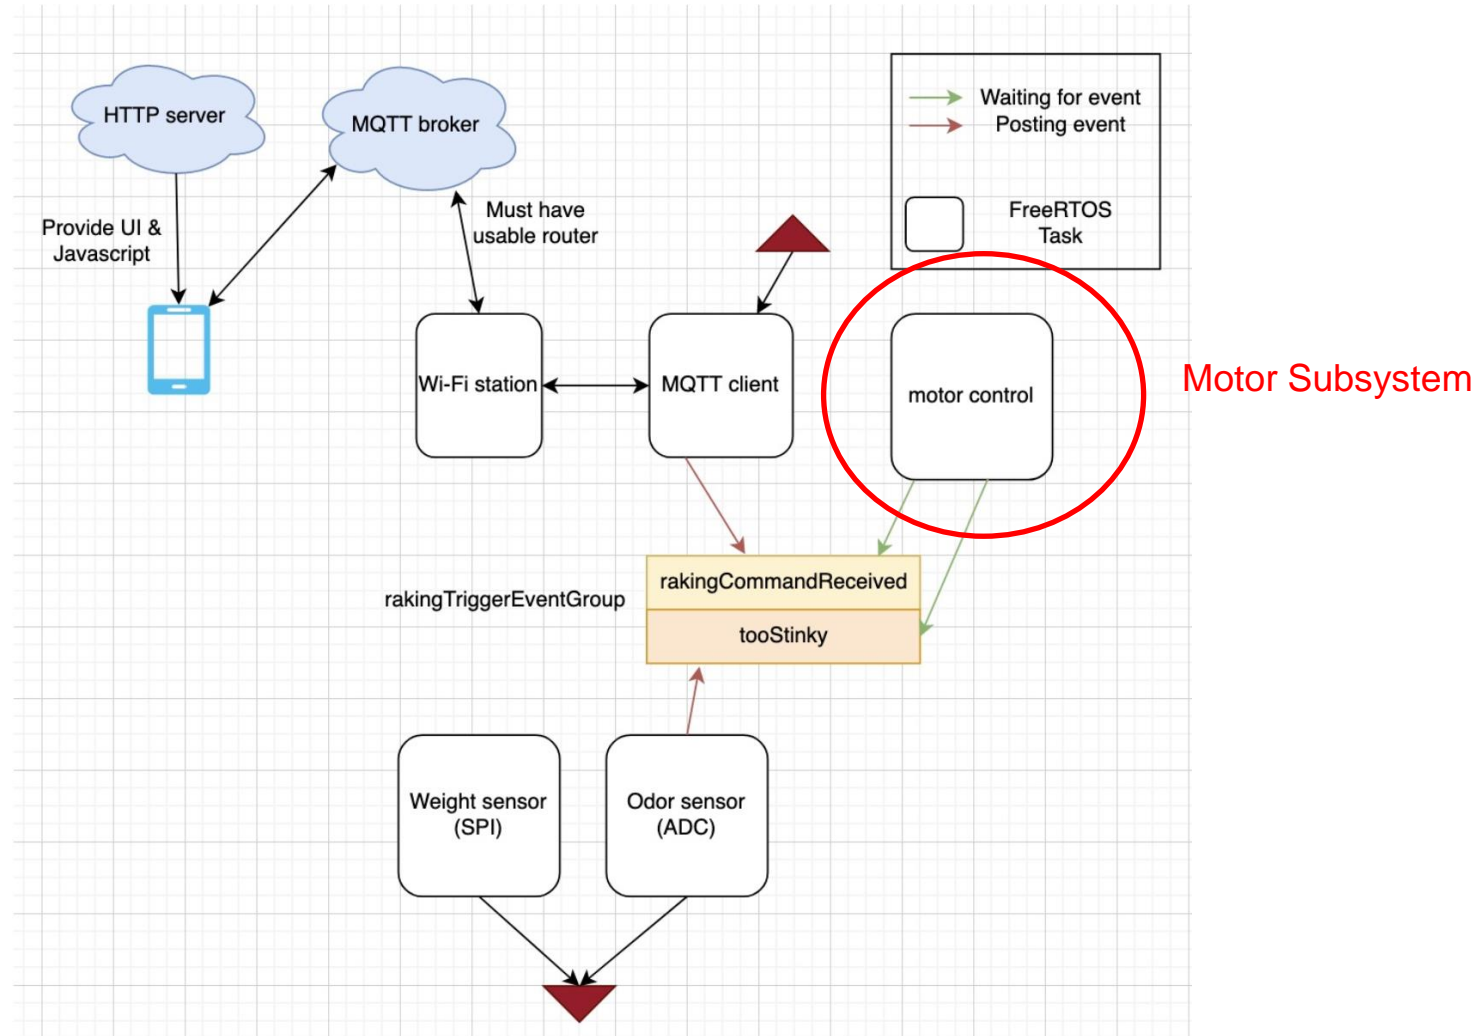 HTTP server
MQTT broker
Waiting for event
Posting event
FreeRTOS
Task
Provide UI &
Javascript
Must have
usable router
Wi-Fi station
MQTT client
motor control
Motor Subsystem
rakingTriggerEventGroup
rakingCommandReceived
tooStinky
Weight sensor
(SPI)
Odor sensor
(ADC)